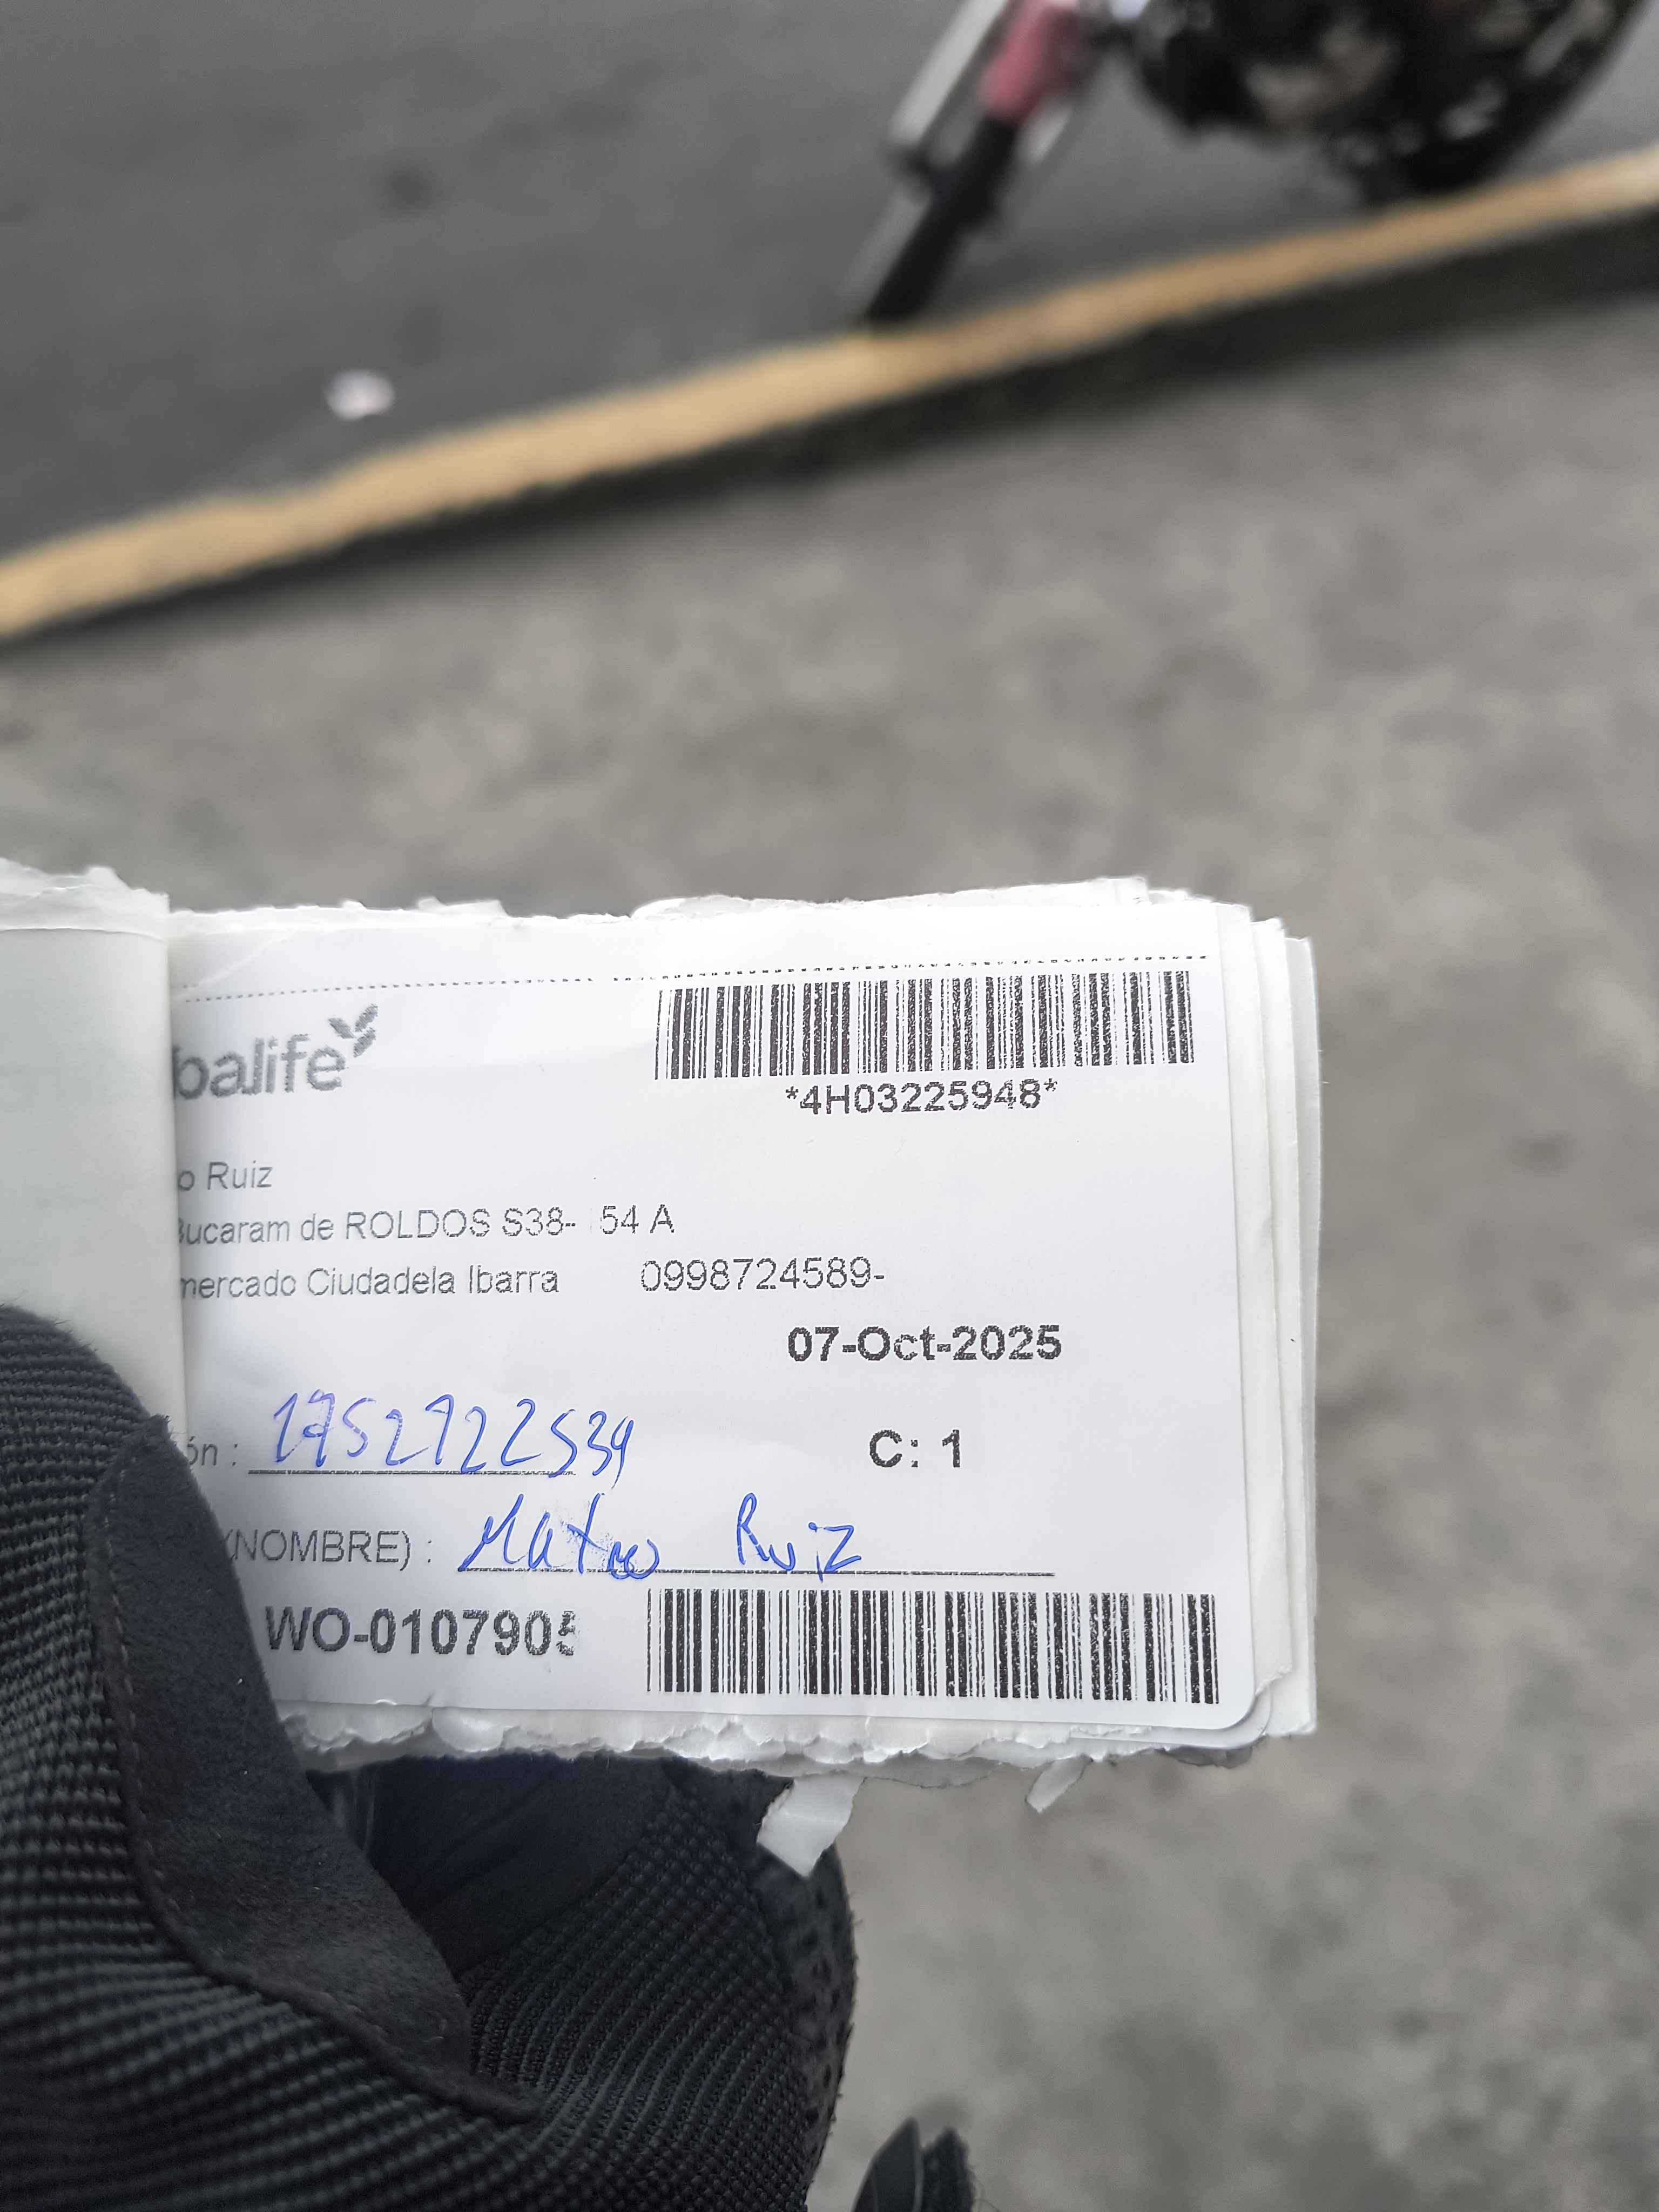 balife
*4H03225948*
o Ruiz
Bucaram de ROLDOS S38- 54 A
mercado Ciudadela Ibarra 0998724589-
07-Oct-2025
ón : 1752722539
C: 1
(NOMBRE) : Mateo Ruiz
WO-0107905